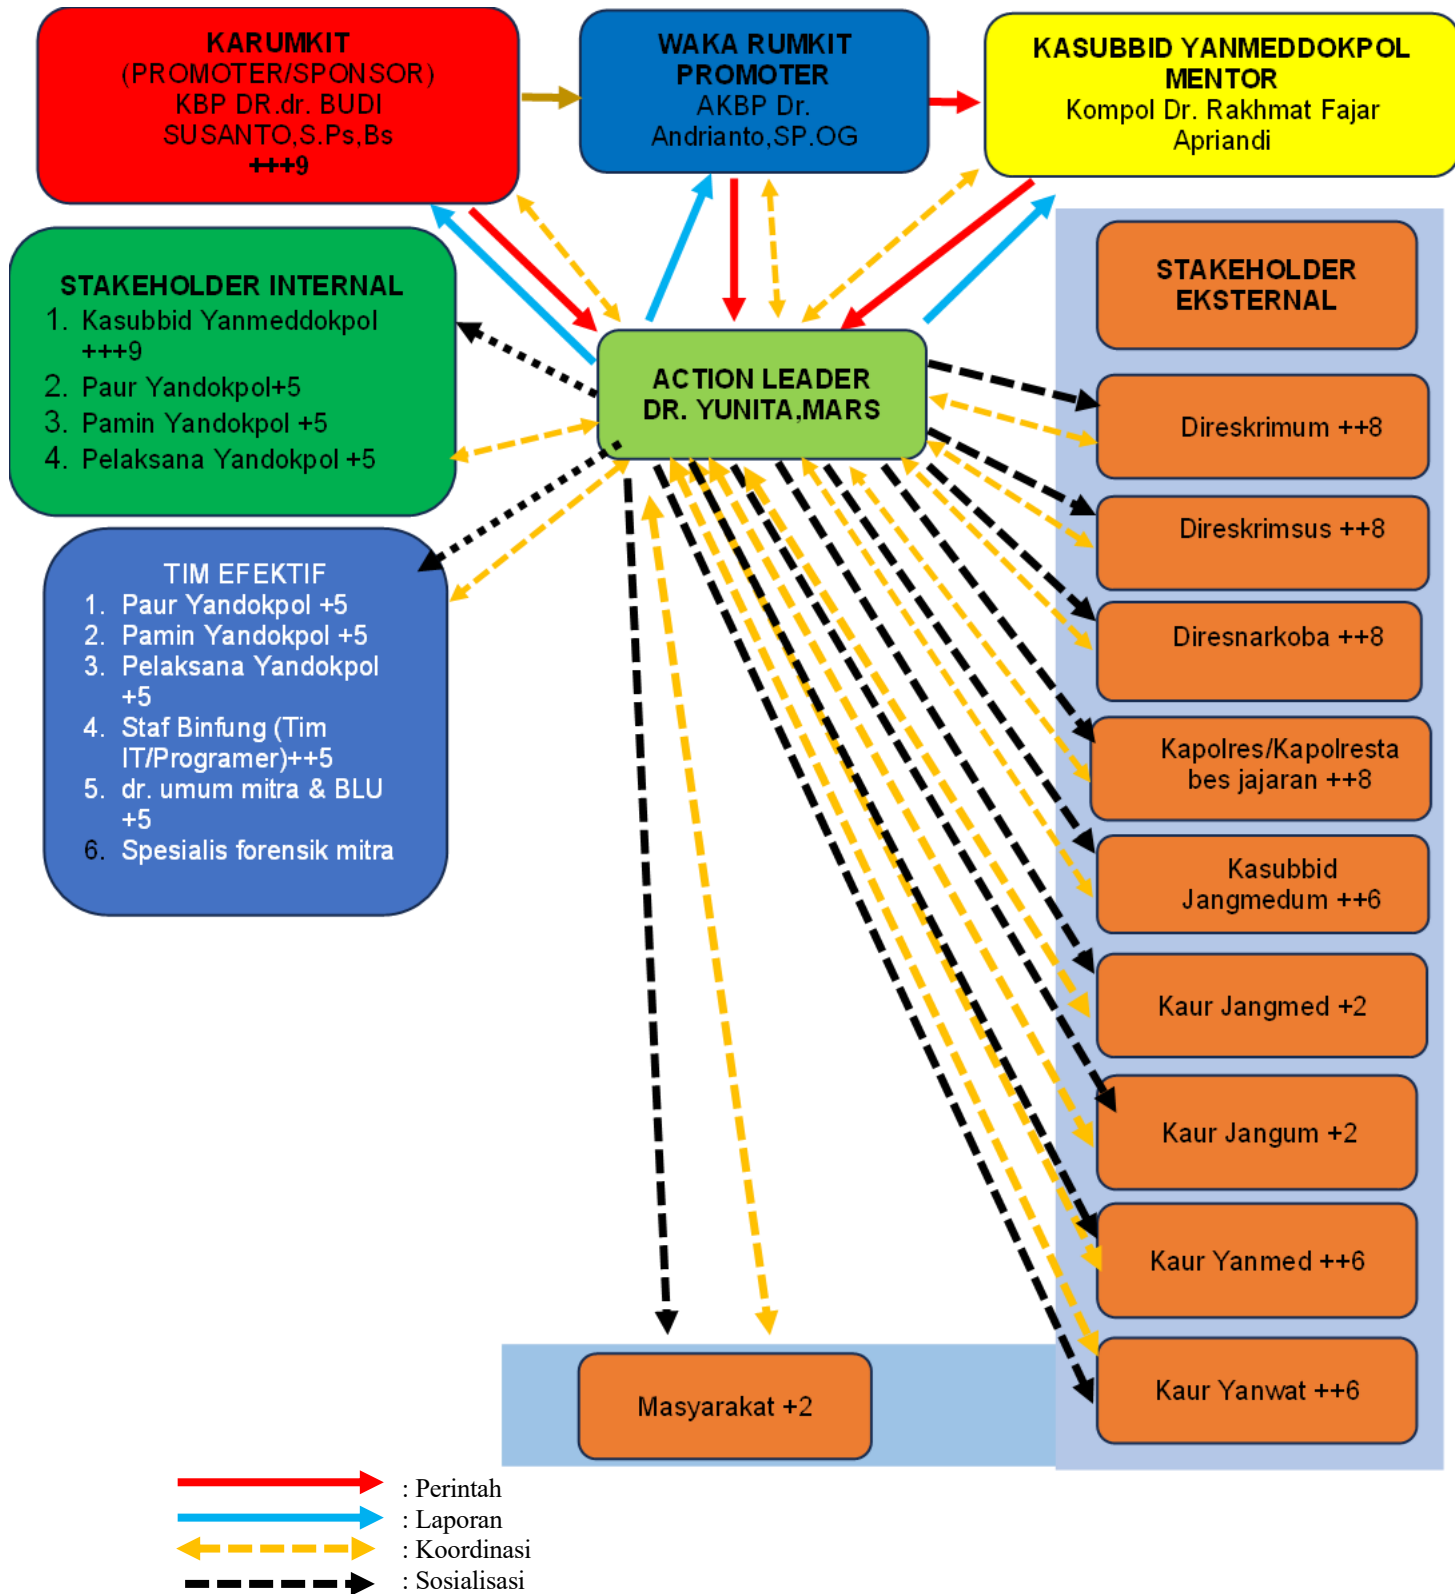 KARUMKIT
(PROMOTER/SPONSOR)
KBP DR.dr. BUDI
SUSANTO,S.Ps,Bs
+++9
WAKA RUMKIT
PROMOTER
AKBP Dr.
Andrianto,SP.OG
KASUBBID YANMEDDOKPOL
MENTOR
Kompol Dr. Rakhmat Fajar
Apriandi
STAKEHOLDER INTERNAL
1. Kasubbid Yanmeddokpol
+++9
2. Paur Yandokpol+5
3. Pamin Yandokpol +5
4. Pelaksana Yandokpol +5
ACTION LEADER
DR. YUNITA,MARS
TIM EFEKTIF
1. Paur Yandokpol +5
2. Pamin Yandokpol +5
3. Pelaksana Yandokpol
+5
4. Staf Binfung (Tim
IT/Programer)++5
5. dr. umum mitra & BLU
+5
6. Spesialis forensik mitra
STAKEHOLDER
EKSTERNAL
Direskrimum ++8
Direskrimsus ++8
Diresnarkoba ++8
Kapolres/Kapolresta
bes jajaran ++8
Kasubbid
Jangmedum ++6
Kaur Jangmed +2
Kaur Jangum +2
Kaur Yanmed ++6
Kaur Yanwat ++6
Masyarakat +2
: Perintah
: Laporan
: Koordinasi
: Sosialisasi